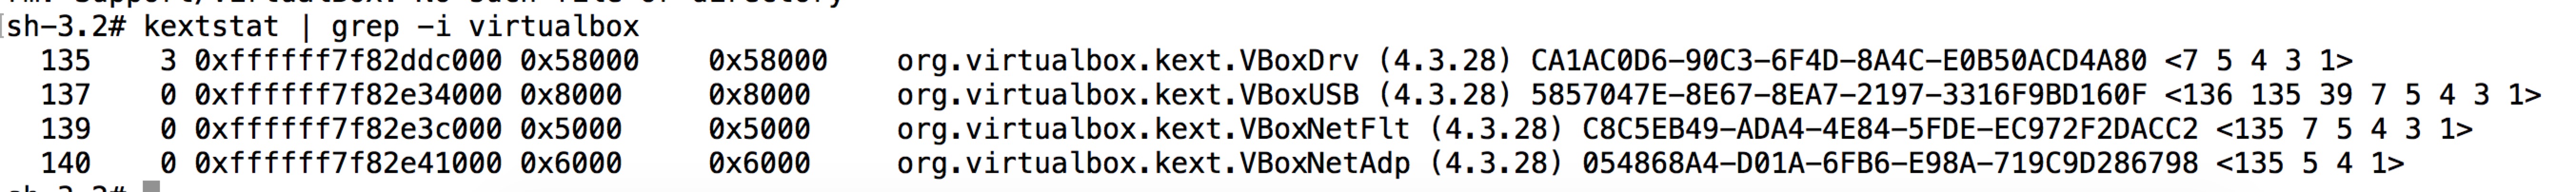 sh-3.2# kextstat | grep -i virtualbox
135 3 0xffffff7f82ddc000 0x58000 0x58000 org.virtualbox.kext.VBoxDrv (4.3.28) CA1AC0D6-90C3-6F4D-8A4C-E0B50ACD4A80 <7 5 4 3 1>
137 0 0xffffff7f82e34000 0x8000 0x8000 org.virtualbox.kext.VBoxUSB (4.3.28) 5857047E-8E67-8EA7-2197-3316F9BD160F <136 135 39 7 5 4 3 1>
139 0 0xffffff7f82e3c000 0x5000 0x5000 org.virtualbox.kext.VBoxNetFlt (4.3.28) C8C5EB49-ADA4-4E84-5FDE-EC972F2DACC2 <135 7 5 4 3 1>
140 0 0xffffff7f82e41000 0x6000 0x6000 org.virtualbox.kext.VBoxNetAdp (4.3.28) 054868A4-D01A-6FB6-E98A-719C9D286798 <135 5 4 1>